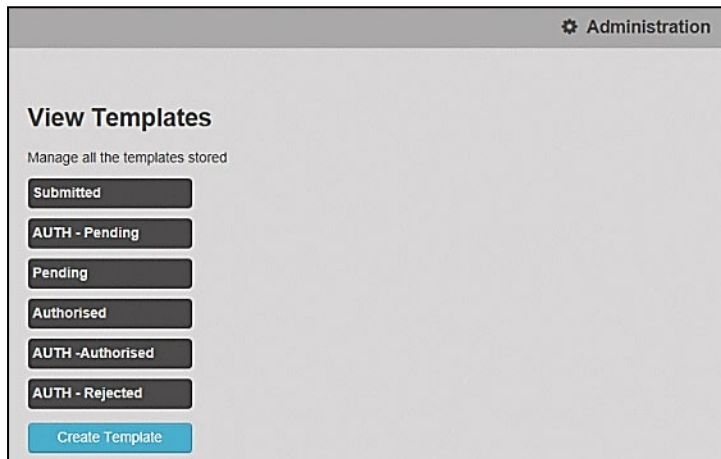 Administration
View Templates
Manage all the templates stored
Submitted
AUTH - Pending
Pending
Authorised
AUTH -Authorised
AUTH - Rejected
Create Template